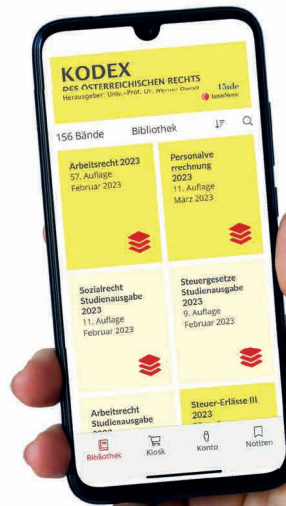 KODEX
DES ÖSTERREICHISCHEN RECHTS
Herausgeber: Univ.-Prof. Dr. Werner Doralt
Linde
LexisNexis
156 Bände
Bibliothek
Arbeitsrecht 2023
57. Auflage
Februar 2023
Personalve
rrechnung
2023
11. Auflage
März 2023
Sozialrecht
Studienausgabe
2023
11. Auflage
Februar 2023
Steuergesetze
Studienausgabe
2023
9. Auflage
Februar 2023
Arbeitsrecht
Studienausgabe
Steuer-Erlässe III
2023
Bibliothek
Kiosk
Konto
Notizen